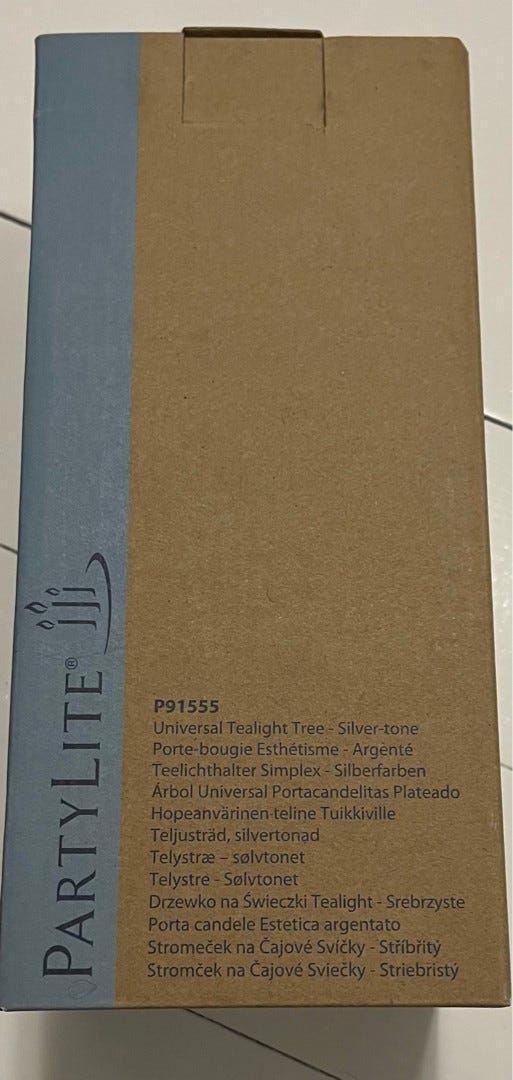 PARTYLITE®
P91555
Universal Tealight Tree - Silver-tone
Porte-bougie Esthétisme - Argenté
Teelichthalter Simplex - Silberfarben
Árbol Universal Portacandelitas Plateado
Hopeanvärinen teline Tuikkiville
Teljusträd, silvertonad
Telystræ – sølvtonet
Telystre - Sølvtonet
Drzewko na Świeczki Tealight - Srebrzyste
Porta candele Estetica argentato
Stromeček na Čajové Svíčky - Stříbřitý
Stromček na Čajové Sviečky - Striebristý